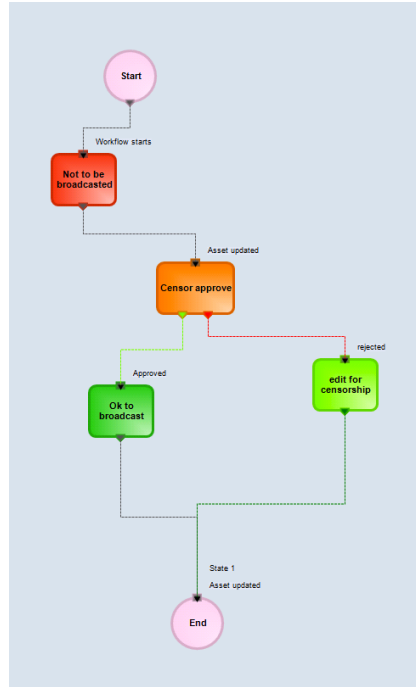 Start
Workflow starts
Not to be
broadcasted
Asset updated
Censor approve
rejected
Approved
edit for
censorship
Ok to
broadcast
State 1
Asset updated
End